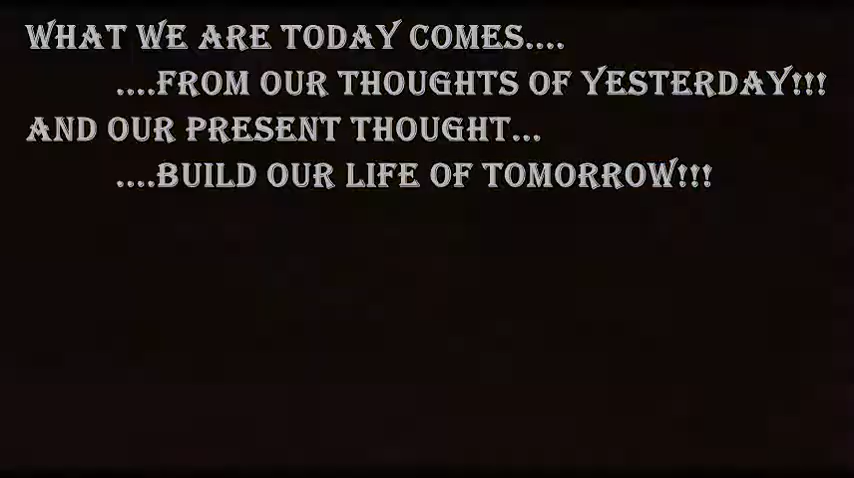 WHAT WE ARE TODAY COMES....
....FROM OUR THOUGHTS OF YESTERDAY!!!
AND OUR PRESENT THOUGHT...
....BUILD OUR LIFE OF TOMORROW!!!